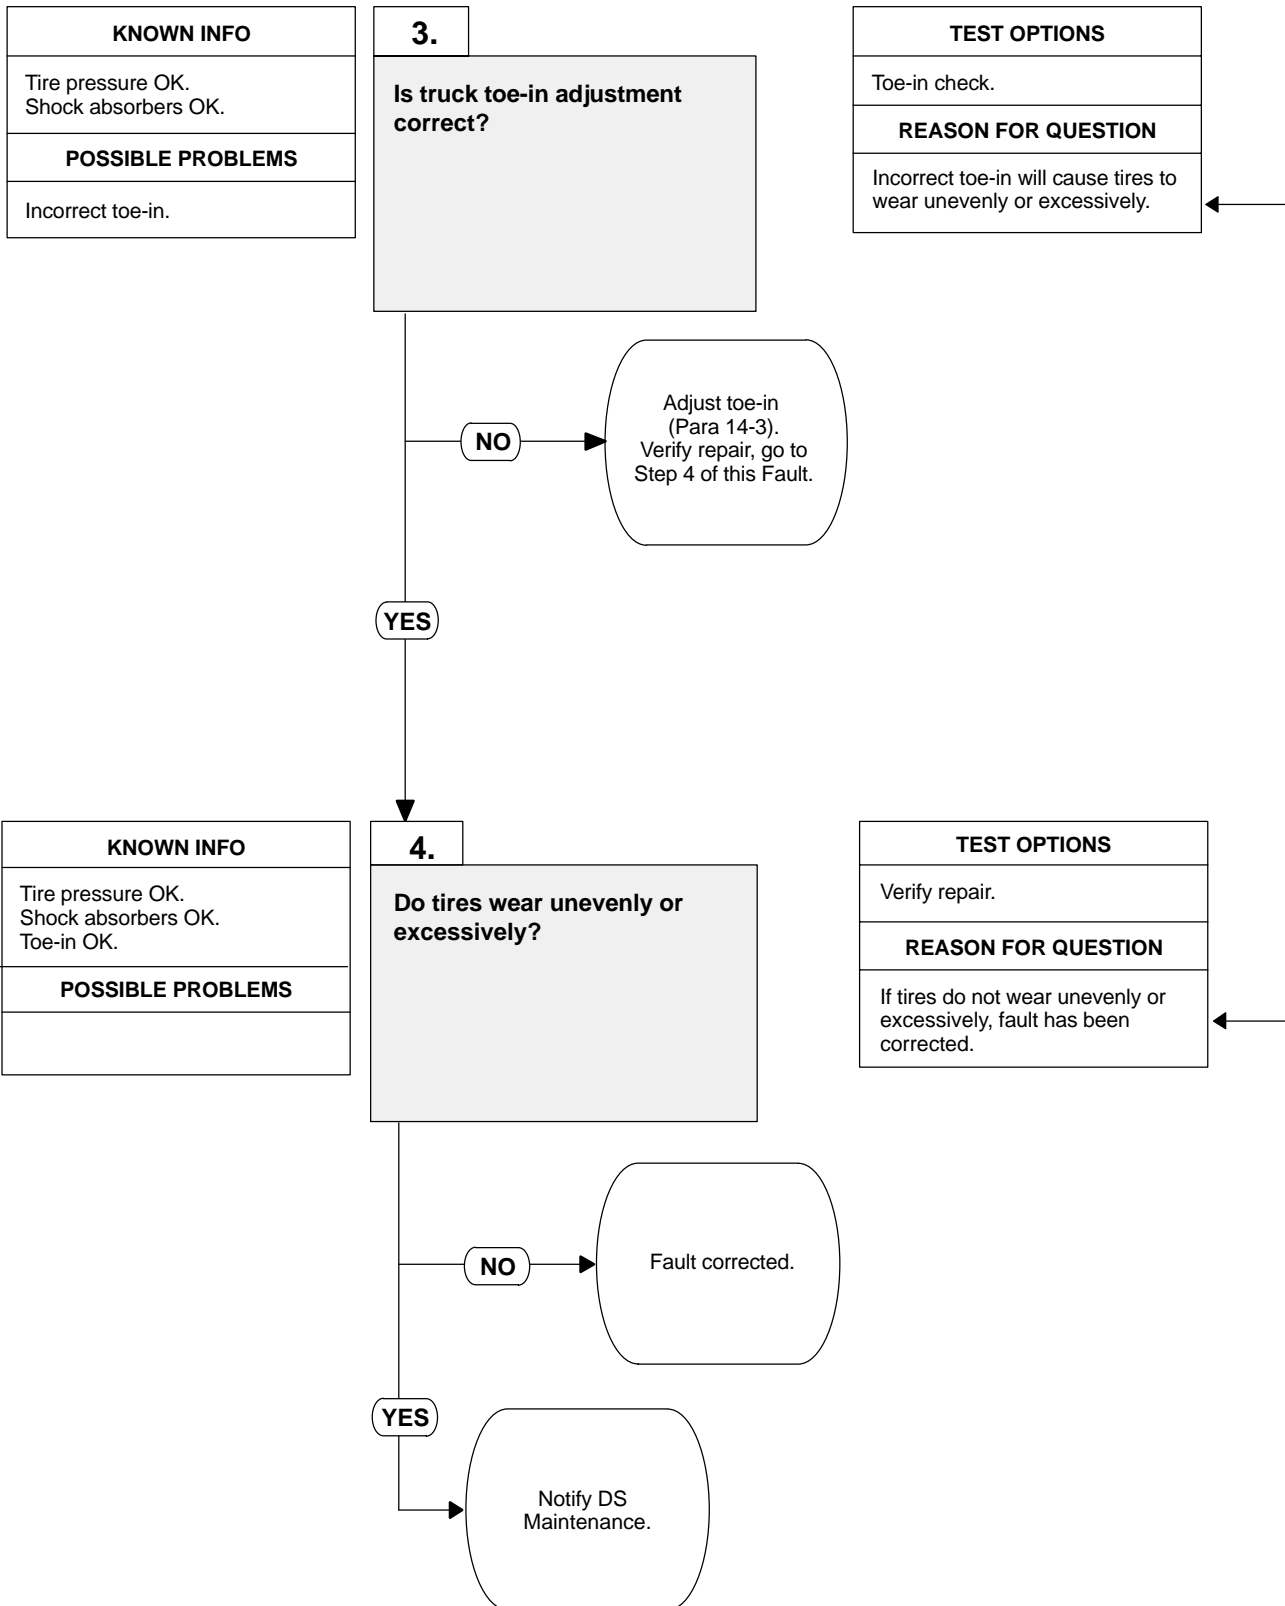 KNOWN INFO
Tire pressure OK.
Shock absorbers OK.
POSSIBLE PROBLEMS
Incorrect toe-in.
3.
Is truck toe-in adjustment
correct?
TEST OPTIONS
Toe-in check.
REASON FOR QUESTION
Incorrect toe-in will cause tires to
wear unevenly or excessively.
NO
Adjust toe-in
(Para 14-3).
Verify repair, go to
Step 4 of this Fault.
YES
KNOWN INFO
Tire pressure OK.
Shock absorbers OK.
Toe-in OK.
POSSIBLE PROBLEMS
4.
Do tires wear unevenly or
excessively?
TEST OPTIONS
Verify repair.
REASON FOR QUESTION
If tires do not wear unevenly or
excessively, fault has been
corrected.
NO
Fault corrected.
YES
Notify DS
Maintenance.